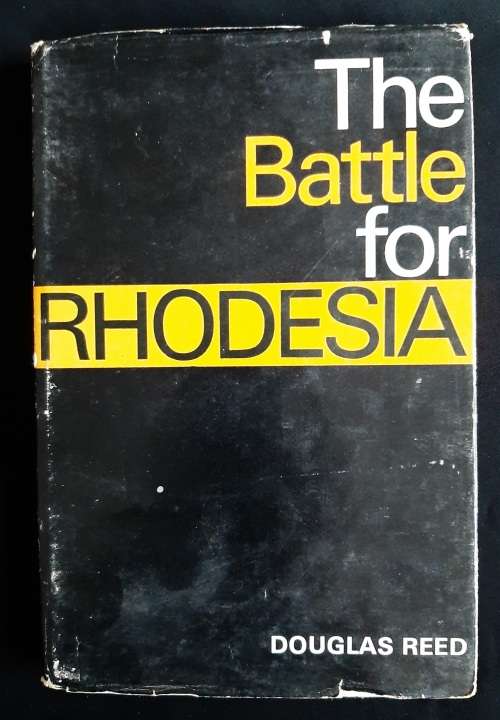 The
Battle
for
RHODESIA
DOUGLAS REED